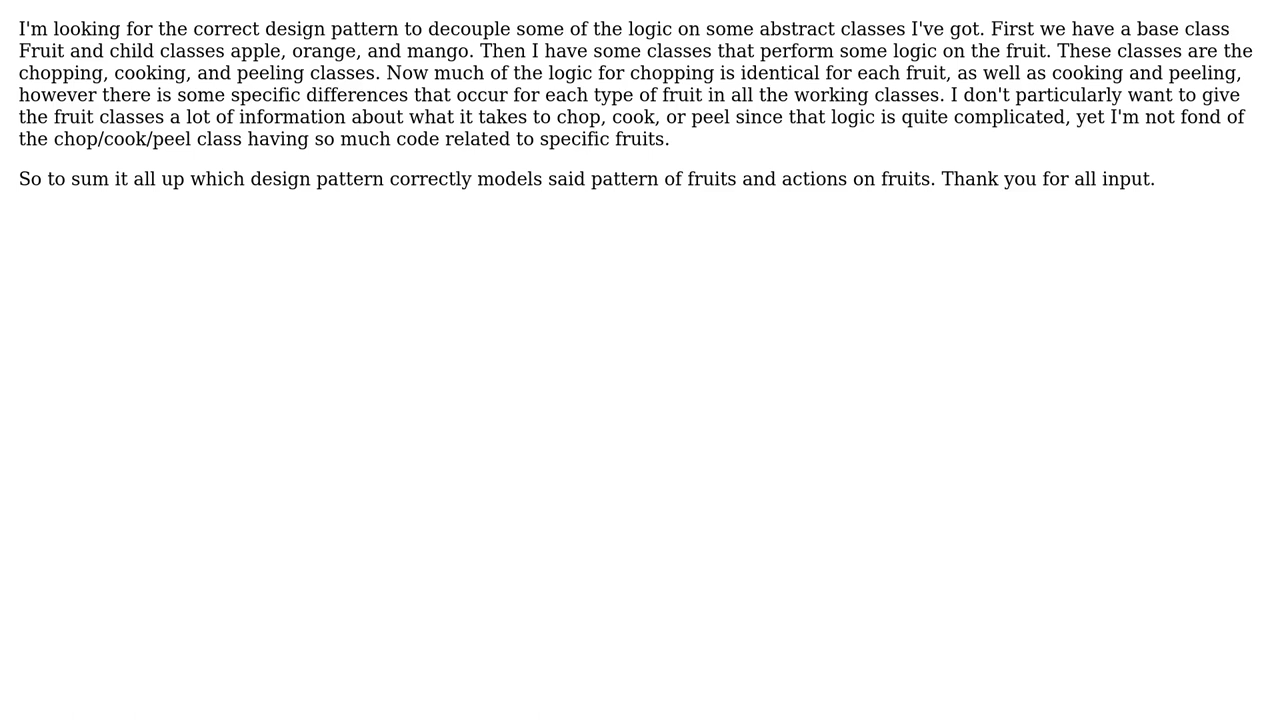 I'm looking for the correct design pattern to decouple some of the logic on some abstract classes I've got. First we have a base class
Fruit and child classes apple, orange, and mango. Then I have some classes that perform some logic on the fruit. These classes are the
chopping, cooking, and peeling classes. Now much of the logic for chopping is identical for each fruit, as well as cooking and peeling,
however there is some specific differences that occur for each type of fruit in all the working classes. I don't particularly want to give
the fruit classes a lot of information about what it takes to chop, cook, or peel since that logic is quite complicated, yet I'm not fond of
the chop/cook/peel class having so much code related to specific fruits.
So to sum it all up which design pattern correctly models said pattern of fruits and actions on fruits. Thank you for all input.